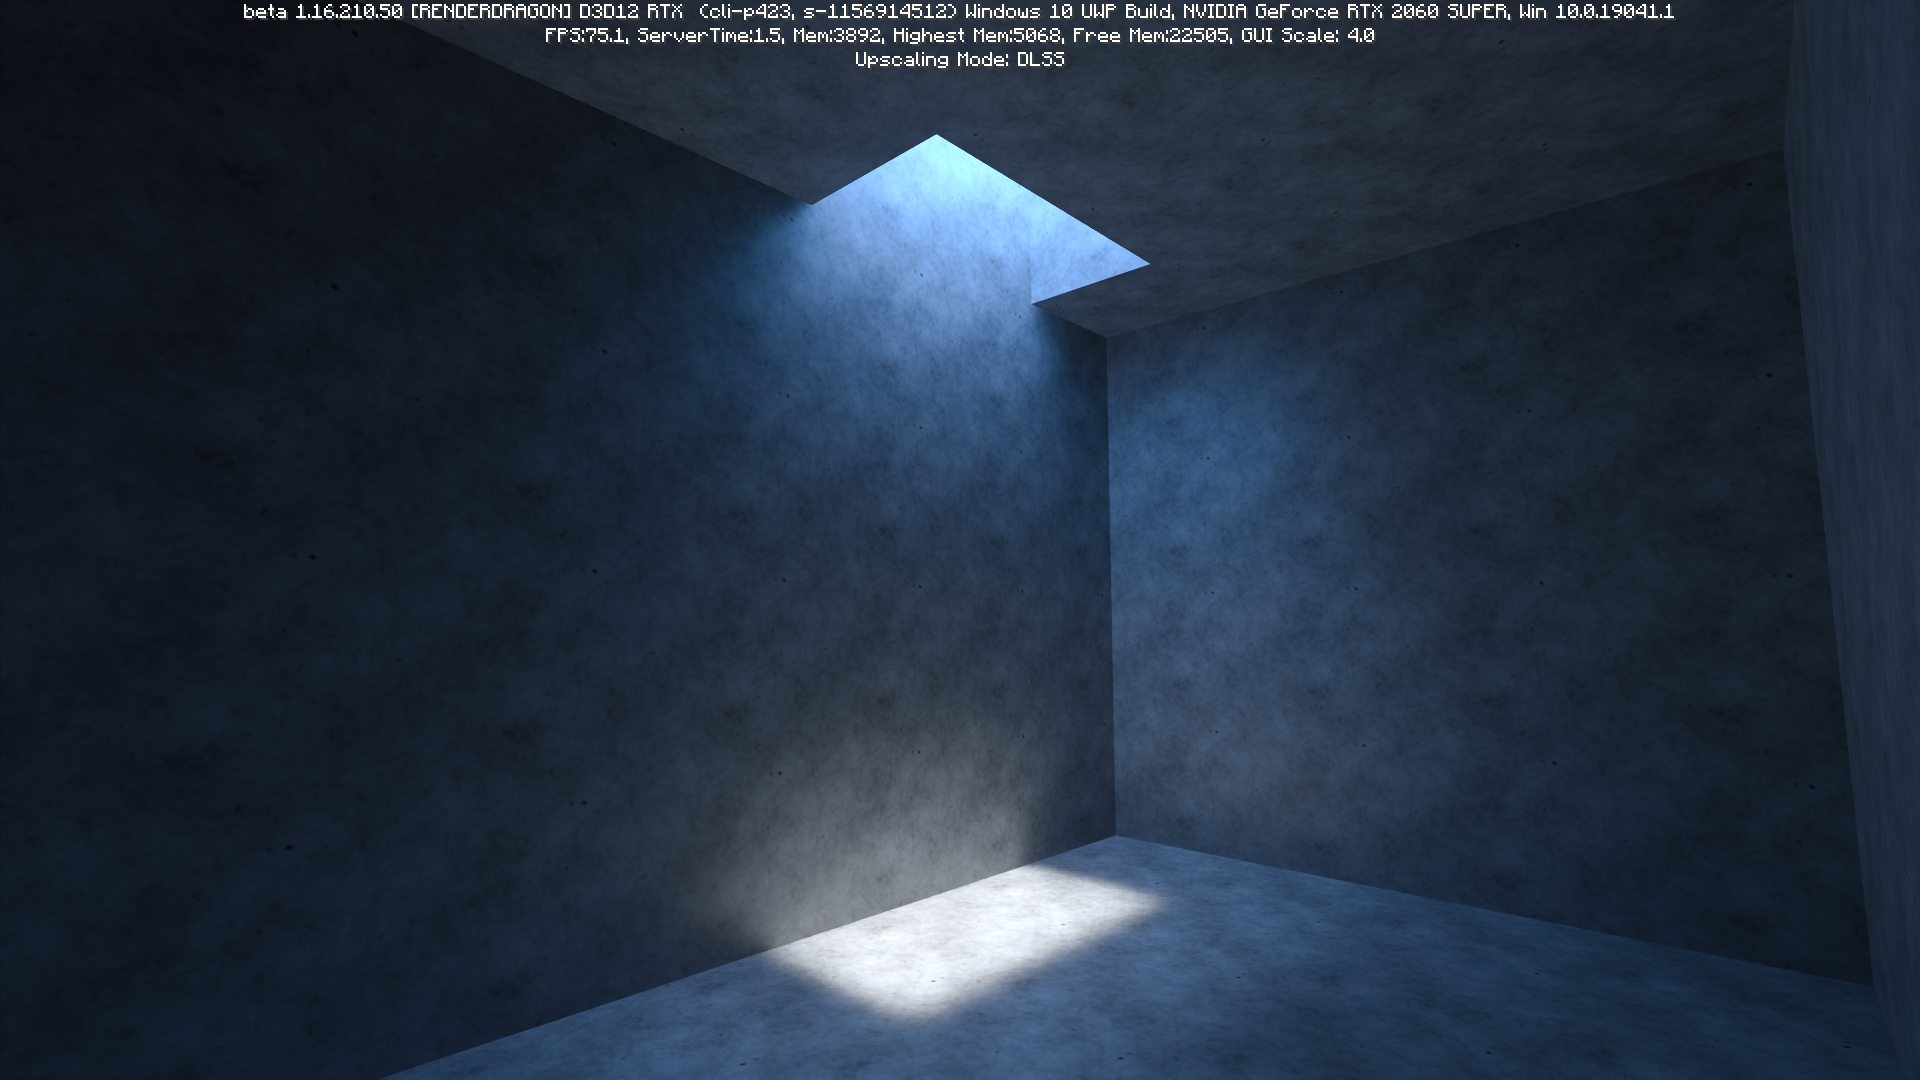 beta 1.16.210.50 [RENDERDRAGON] D3D12 RTX (cli-p423, s-1156914512) Windows 10 UWP Build, NVIDIA GeForce RTX 2060 SUPER, Win 10.0.19041.1
FPS:75.1, ServerTime:1.5, Mem:3892, Highest Mem:5068, Free Mem:22505, GUI Scale: 4.0
Upscaling Mode: DLSS